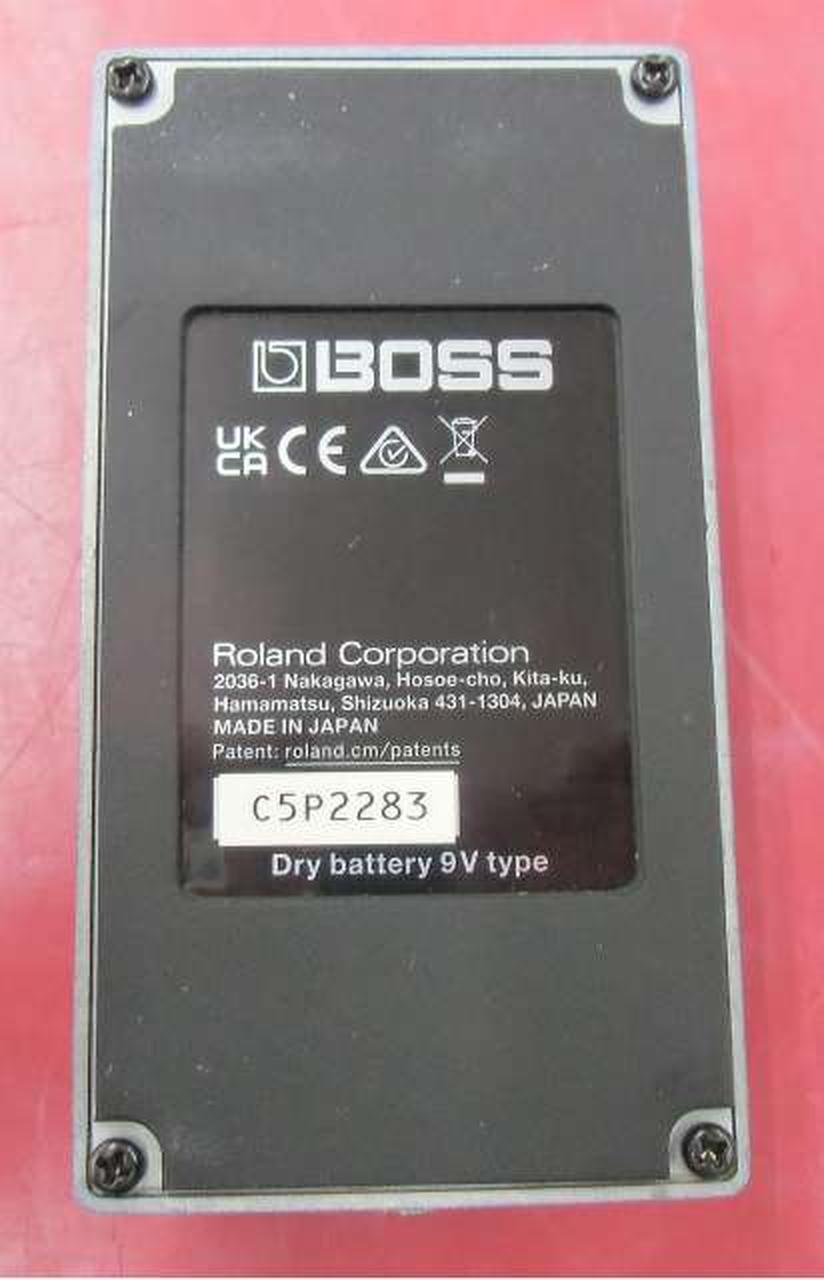 BOSS
UK
CA CE
Roland Corporation
2036-1 Nakagawa, Hosoe-cho, Kita-ku,
Hamamatsu, Shizuoka 431-1304, JAPAN
MADE IN JAPAN
Patent: roland.cm/patents
C5P2283
Dry battery 9V type